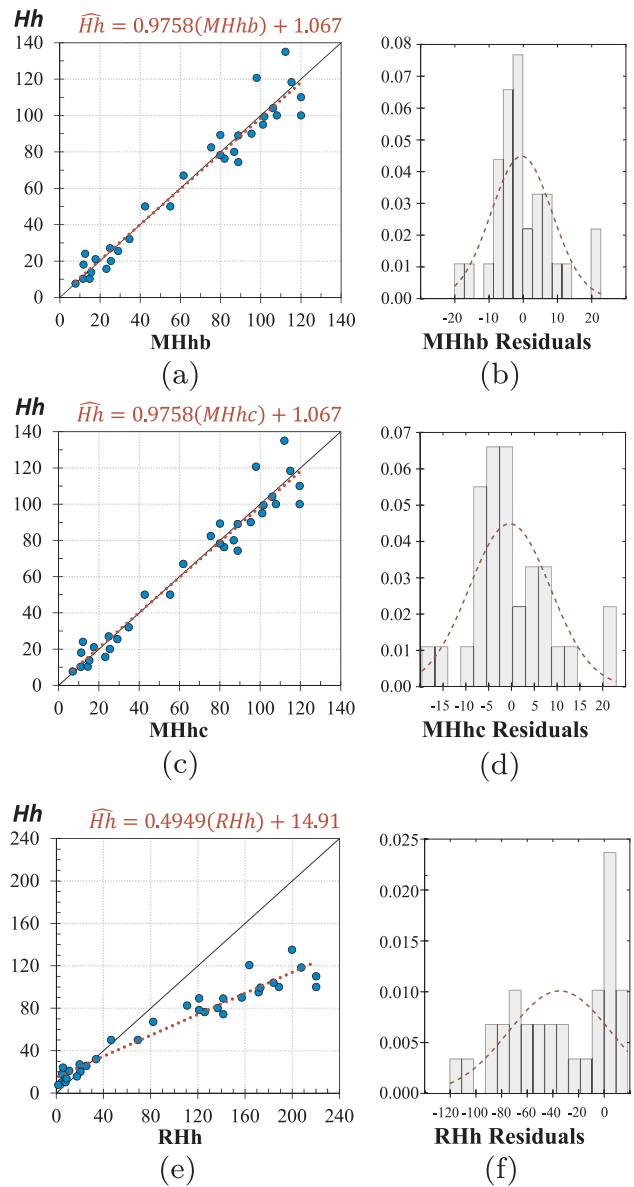 Hh
Ĥh = 0.9758(MHhb) + 1.067
140
120
100
80
60
40
20
0
0 20 40 60 80 100 120 140
MHhb
(a)
0.08
0.07
0.06
0.05
0.04
0.03
0.02
0.01
0.00
-20 -10 0 10 20
MHhb Residuals
(b)
Hh
Ĥh = 0.9758(MHhc) + 1.067
140
120
100
80
60
40
20
0
0 20 40 60 80 100 120 140
MHhc
(c)
0.07
0.06
0.05
0.04
0.03
0.02
0.01
0.00
-15 -10 -5 0 5 10 15 20
MHhc Residuals
(d)
Hh
Ĥh = 0.4949(RHh) + 14.91
240
200
160
120
80
40
0
0 40 80 120 160 200 240
RHh
(e)
0.025
0.020
0.015
0.010
0.005
0.000
-120 -100 -80 -60 -40 -20 0
RHh Residuals
(f)